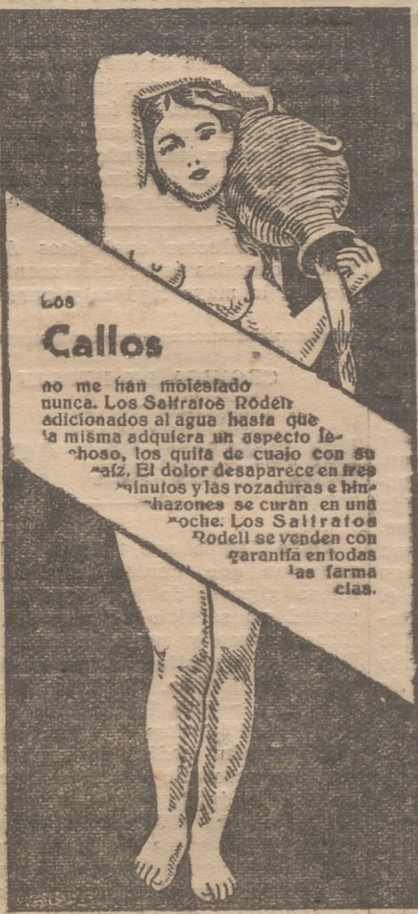 Los
Callos
no me han molestado
nunca. Los Saltratos Rodell
adicionados al agua hasta que
la misma adquiera un aspecto le-
choso, los quita de cuajo con su
raíz. El dolor desaparece en tres
minutos y las rozaduras e hin-
chazones se curan en una
noche. Los Saltratos
Rodell se venden con
garantía en todas
las farma
cias.